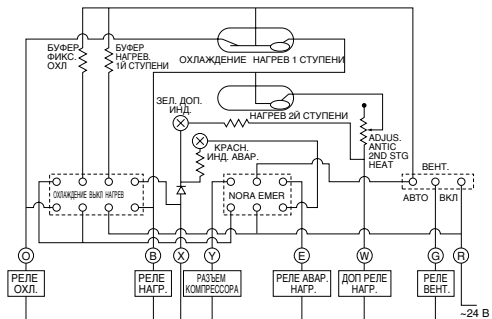 БУФЕР
ФИКС.
ОХЛ
БУФЕР
НАГРЕВ.
1Й СТУПЕНИ
ОХЛАЖДЕНИЕ НАГРЕВ 1 СТУПЕНИ
ЗЕЛ. ДОП.
ИНД.
НАГРЕВ 2Й СТУПЕНИ
КРАСН.
ИНД. АВАР.
ADJUS.
ANTIC
2ND STG
HEAT
ВЕНТ.
АВТО ВКЛ
ОХЛАЖДЕНИЕ ВЫКЛ НАГРЕВ
NORA EMER
O B X Y E W G R
РЕЛЕ
ОХЛ.
РЕЛЕ
НАГР.
РАЗЪЕМ
КОМПРЕССОРА
РЕЛЕ АВАР.
НАГР.
ДОП РЕЛЕ
НАГР.
РЕЛЕ
ВЕНТ.
~24 В